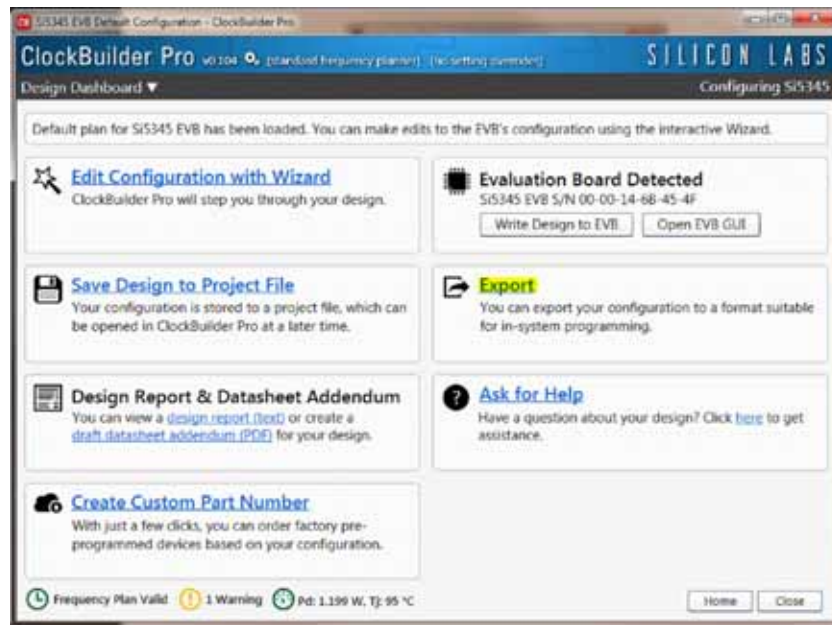 Si5345 EVB Default Configuration - ClockBuilder Pro
ClockBuilder Pro v0.104 [standard frequency planner] [no setting overrides] SILICON LABS
Design Dashboard ▼ Configuring Si5345
Default plan for Si5345 EVB has been loaded. You can make edits to the EVB's configuration using the interactive Wizard.
Edit Configuration with Wizard
ClockBuilder Pro will step you through your design.
Evaluation Board Detected
Si5345 EVB S/N 00-00-14-6B-45-4F
Write Design to EVB Open EVB GUI
Save Design to Project File
Your configuration is stored to a project file, which can
be opened in ClockBuilder Pro at a later time.
Export
You can export your configuration to a format suitable
for in-system programming.
Design Report & Datasheet Addendum
You can view a design report (text) or create a
draft datasheet addendum (PDF) for your design.
Ask for Help
Have a question about your design? Click here to get
assistance.
Create Custom Part Number
With just a few clicks, you can order factory pre-
programmed devices based on your configuration.
Frequency Plan Valid 1 Warning Pd: 1.199 W, Tj: 95 °C
Home Close